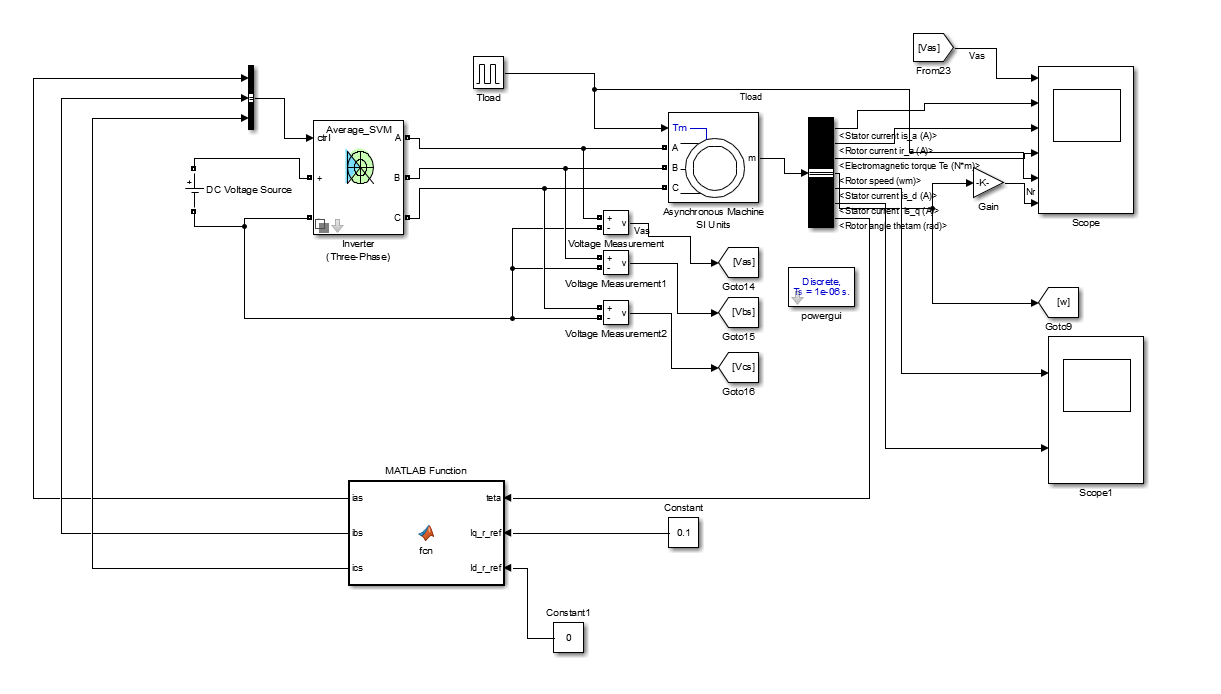 [Vas]
From23
Vas
Tload
Tload
Average_SVM
ctrl
A
B
C
+
-
Inverter
(Three-Phase)
+
DC Voltage Source
Tm
A
B
C
m
Asynchronous Machine
SI Units
<Stator current is_a (A)>
<Rotor current ir_a (A)>
<Electromagnetic torque Te (N*m)>
<Rotor speed (wm)>
<Stator current is_d (A)>
<Stator current is_q (A)>
<Rotor angle thetam (rad)>
-K-
Gain
Nr
Scope
+
-
v
Vas
Voltage Measurement
+
-
v
Voltage Measurement1
+
-
v
Voltage Measurement2
[Vas]
Goto14
[Vbs]
Goto15
[Vcs]
Goto16
Discrete,
Ts = 1e-06 s.
powergui
[w]
Goto9
Scope1
MATLAB Function
ias
ibs
ics
fcn
teta
Iq_r_ref
Id_r_ref
Constant
0.1
Constant1
0